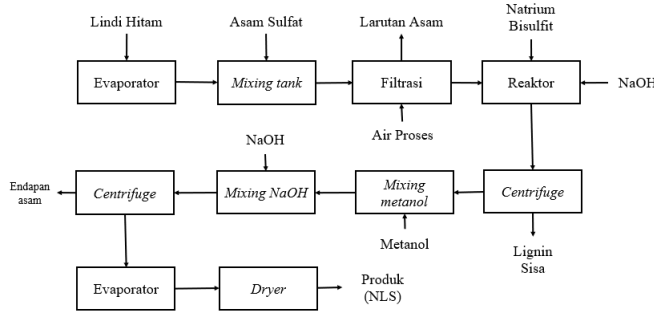 Lindi Hitam
Asam Sulfat
Larutan Asam
Natrium
Bisulfit
Evaporator
Mixing tank
Filtrasi
Reaktor
NaOH
Air Proses
NaOH
Endapan
asam
Centrifuge
Mixing NaOH
Mixing
metanol
Centrifuge
Metanol
Lignin
Sisa
Evaporator
Dryer
Produk
(NLS)